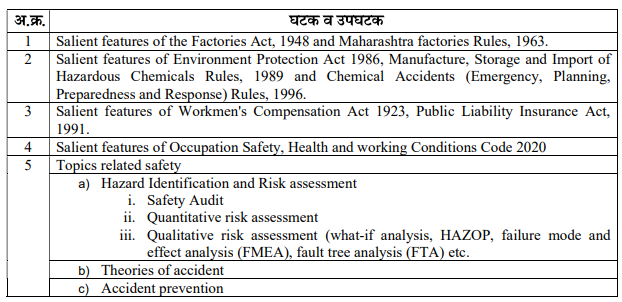 अ.क्र. घटक व उपघटक
1 Salient features of the Factories Act, 1948 and Maharashtra factories Rules, 1963.
2 Salient features of Environment Protection Act 1986, Manufacture, Storage and Import of
Hazardous Chemicals Rules, 1989 and Chemical Accidents (Emergency, Planning,
Preparedness and Response) Rules, 1996.
3 Salient features of Workmen's Compensation Act 1923, Public Liability Insurance Act,
1991.
4 Salient features of Occupation Safety, Health and working Conditions Code 2020
5 Topics related safety
a) Hazard Identification and Risk assessment
i. Safety Audit
ii. Quantitative risk assessment
iii. Qualitative risk assessment (what-if analysis, HAZOP, failure mode and
effect analysis (FMEA), fault tree analysis (FTA) etc.
b) Theories of accident
c) Accident prevention